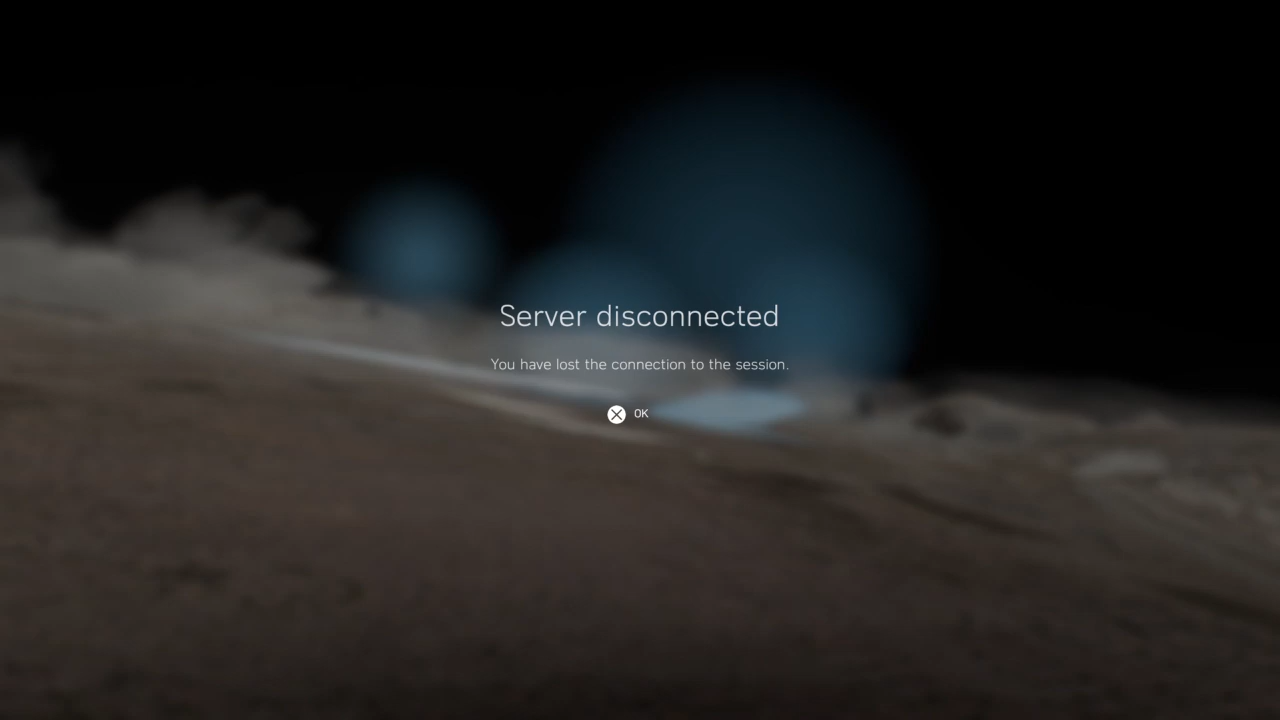 Server disconnected
You have lost the connection to the session.
OK